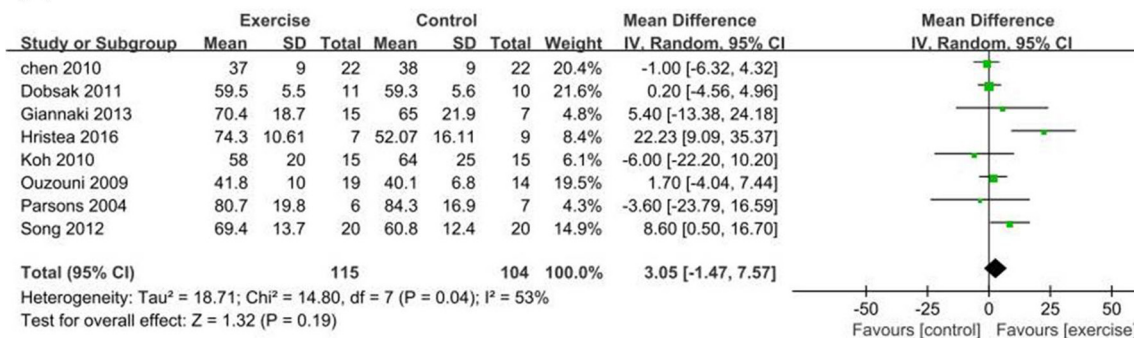 Exercise Control Mean Difference Mean Difference
Study or Subgroup Mean SD Total Mean SD Total Weight IV, Random, 95% CI IV, Random, 95% CI
chen 2010 37 9 22 38 9 22 20.4% -1.00 [-6.32, 4.32]
Dobsak 2011 59.5 5.5 11 59.3 5.6 10 21.6% 0.20 [-4.56, 4.96]
Giannaki 2013 70.4 18.7 15 65 21.9 7 4.8% 5.40 [-13.38, 24.18]
Hristea 2016 74.3 10.61 7 52.07 16.11 9 8.4% 22.23 [9.09, 35.37]
Koh 2010 58 20 15 64 25 15 6.1% -6.00 [-22.20, 10.20]
Ouzouni 2009 41.8 10 19 40.1 6.8 14 19.5% 1.70 [-4.04, 7.44]
Parsons 2004 80.7 19.8 6 84.3 16.9 7 4.3% -3.60 [-23.79, 16.59]
Song 2012 69.4 13.7 20 60.8 12.4 20 14.9% 8.60 [0.50, 16.70]
Total (95% CI) 115 104 100.0% 3.05 [-1.47, 7.57]
Heterogeneity: Tau² = 18.71; Chi² = 14.80, df = 7 (P = 0.04); I² = 53%
Test for overall effect: Z = 1.32 (P = 0.19)
-50 -25 0 25 50
Favours [control] Favours [exercise]